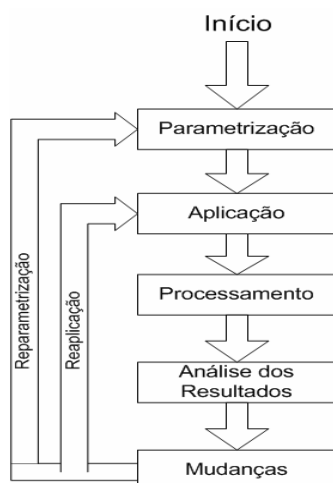 Início
Parametrização
Aplicação
Processamento
Análise dos
Resultados
Mudanças
Reparametrização
Reaplicação